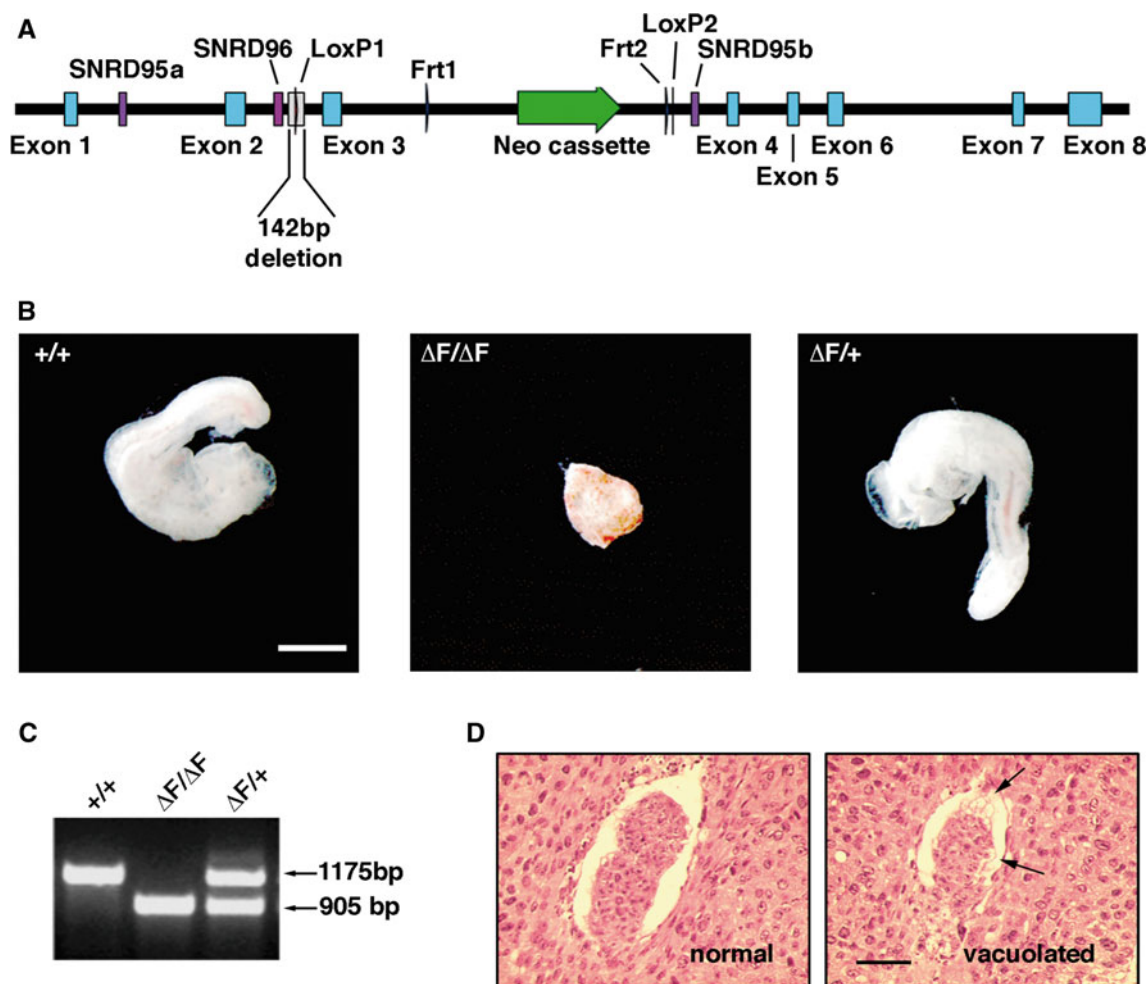 A
SNRD95a
SNRD96
LoxP1
Frt1
Frt2
LoxP2
SNRD95b
Exon 1
Exon 2
Exon 3
Neo cassette
Exon 4
Exon 5
Exon 6
Exon 7
Exon 8
142bp
deletion
B
+/+
ΔF/ΔF
ΔF/+
C
+/+
ΔF/ΔF
ΔF/+
1175bp
905 bp
D
normal
vacuolated